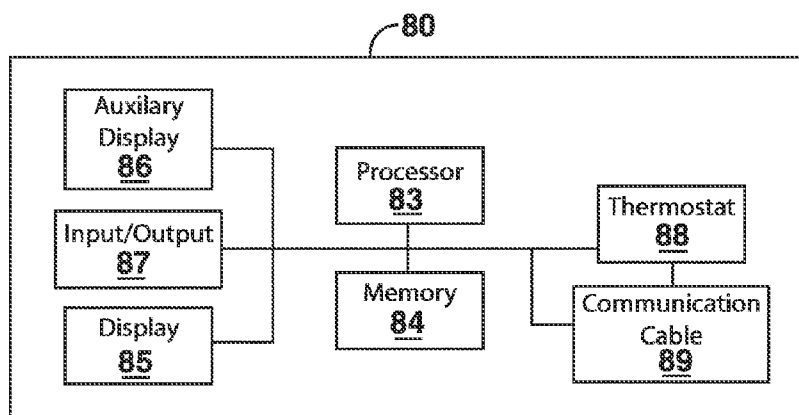 80
Auxilary
Display
86
Processor
83
Input/Output
87
Thermostat
88
Memory
84
Display
85
Communication
Cable
89